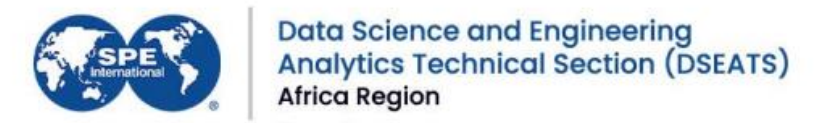 SPE
International
®
Data Science and Engineering
Analytics Technical Section (DSEATS)
Africa Region